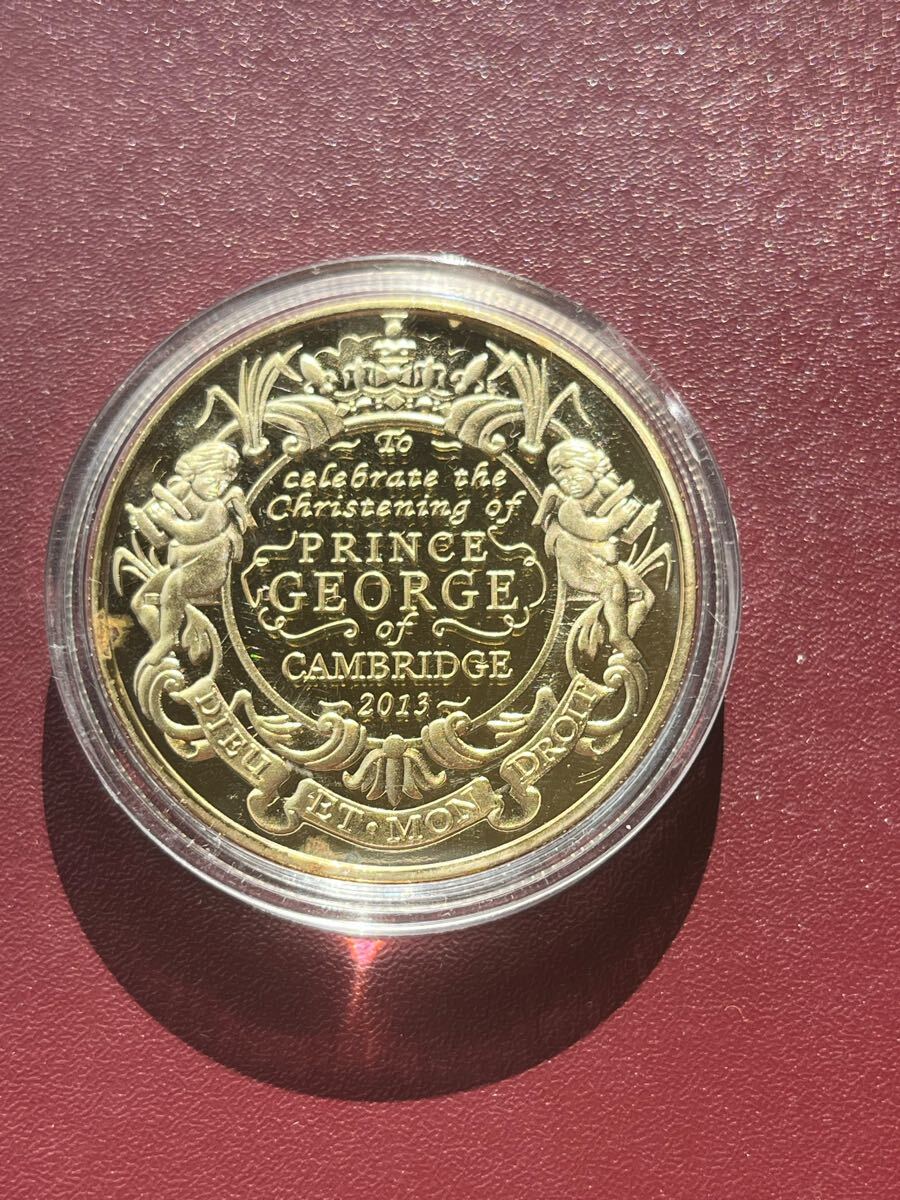 To
celebrate the
Christening of
PRINCE
GEORGE
of
CAMBRIDGE
2013
DIEU ET · MON DROIT